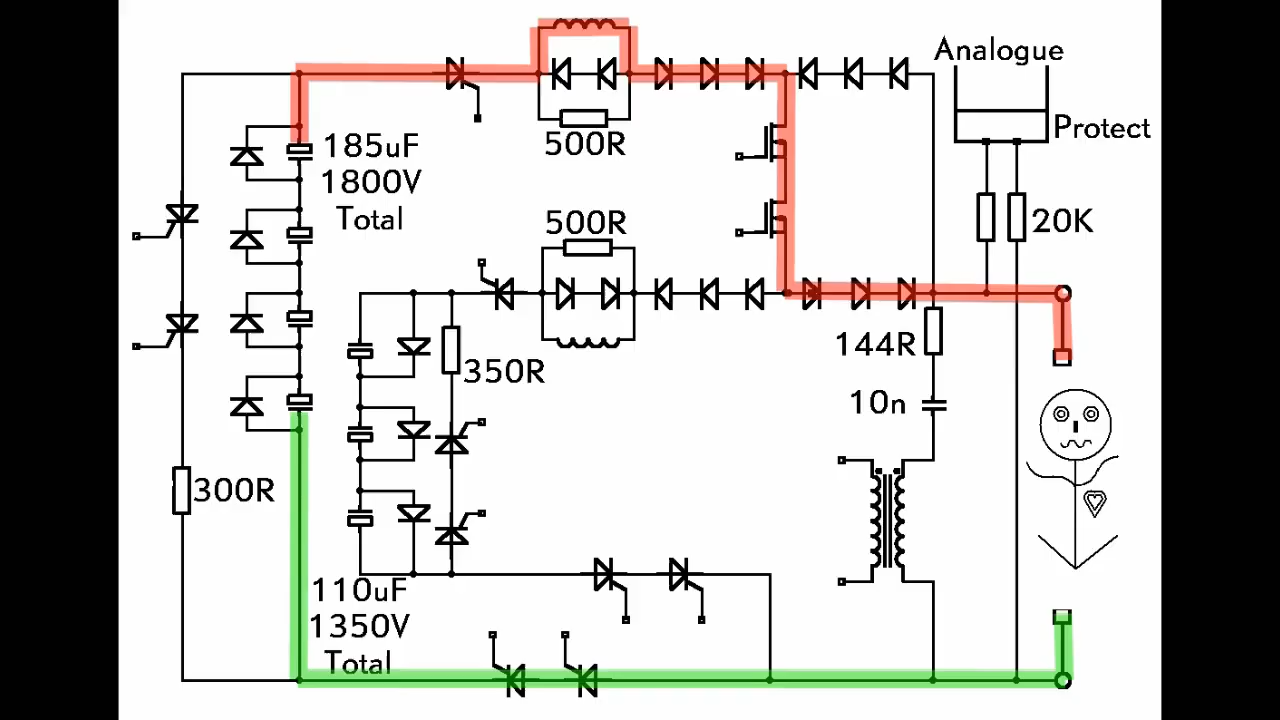 Analogue
Protect
500R
185uF
1800V
Total
500R
20K
144R
350R
10n
300R
110uF
1350V
Total